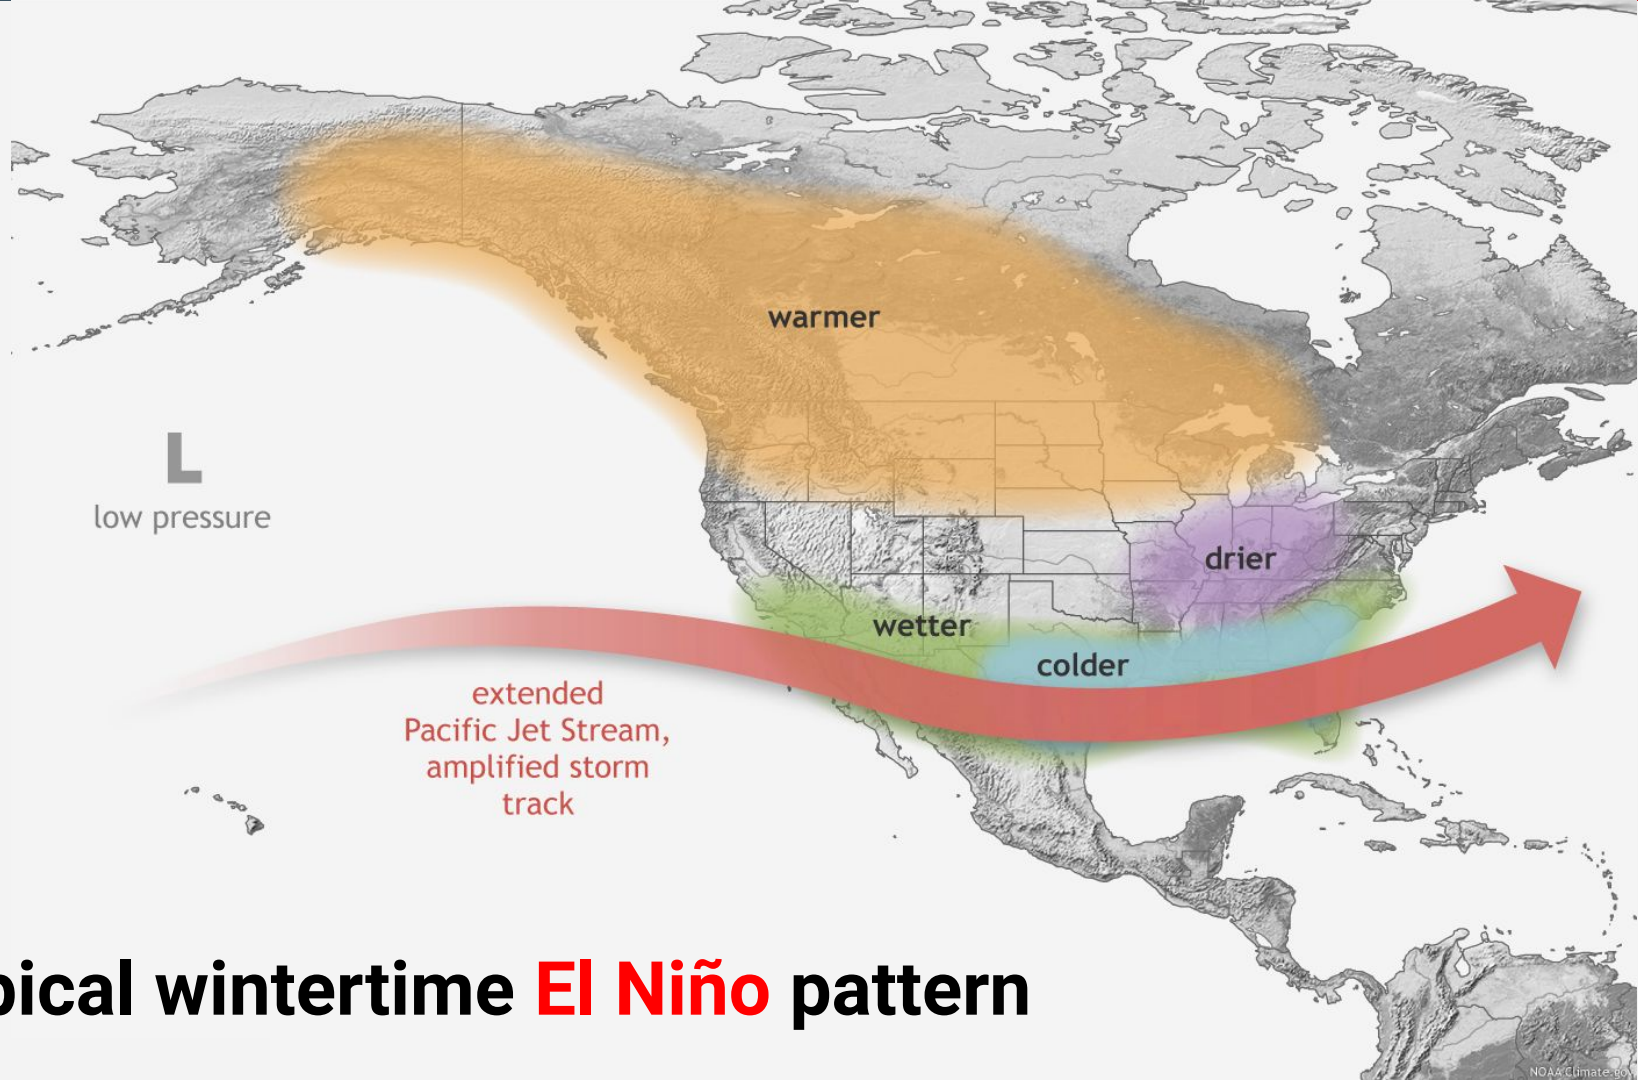 warmer
L
low pressure
drier
wetter
colder
extended
Pacific Jet Stream,
amplified storm
track
pical wintertime El Niño pattern
NOAA Climate.gov